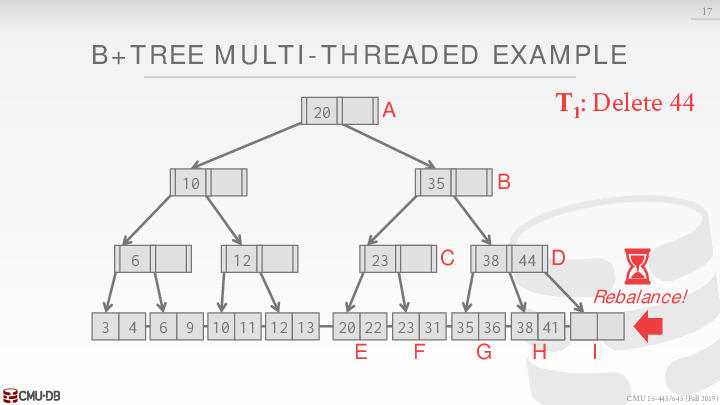 17
B+TREE MULTI-THREADED EXAMPLE
T1: Delete 44
20 A
10 35 B
6 12 23 C 38 44 D
Rebalance!
3 4 6 9 10 11 12 13 20 22 23 31 35 36 38 41
E F G H I
CMU·DB
CMU 15-445/645 (Fall 2019)